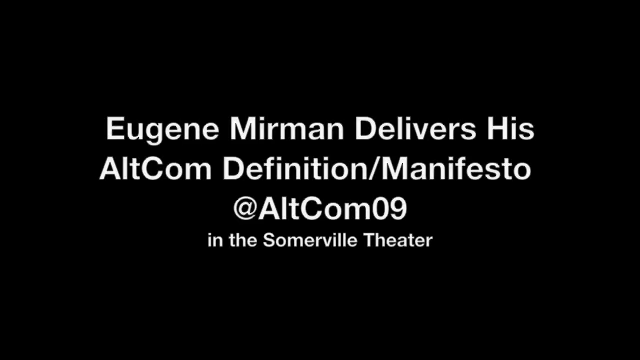 Eugene Mirman Delivers His
AltCom Definition/Manifesto
@AltCom09
in the Somerville Theater